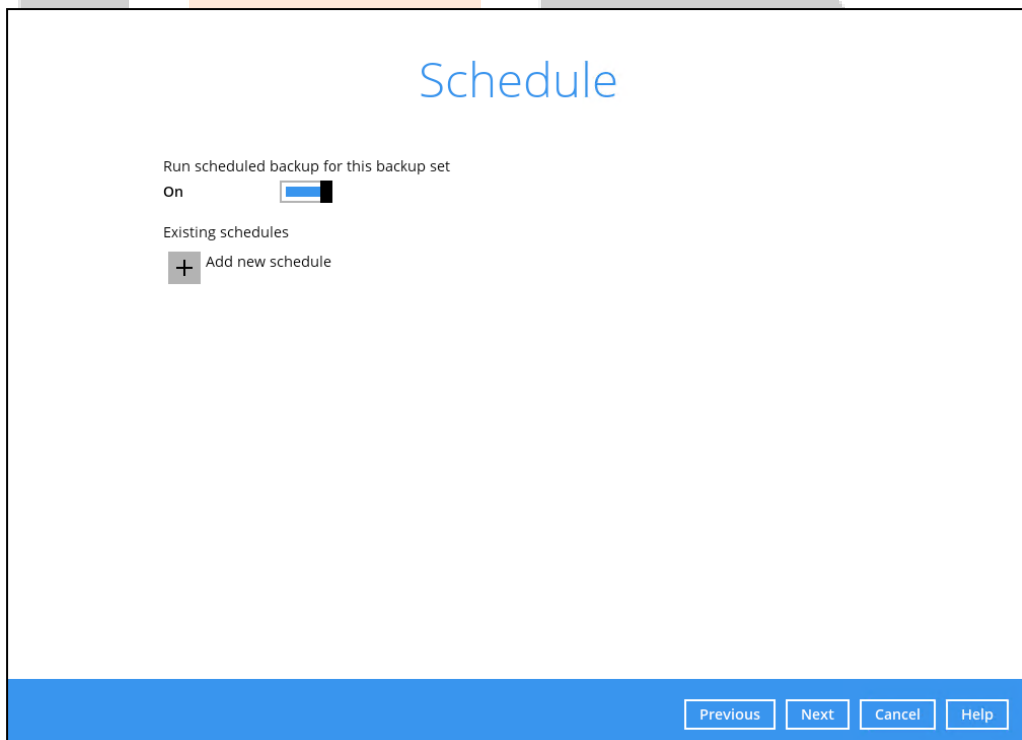 Schedule
Run scheduled backup for this backup set
On
Existing schedules
Add new schedule
Previous Next Cancel Help